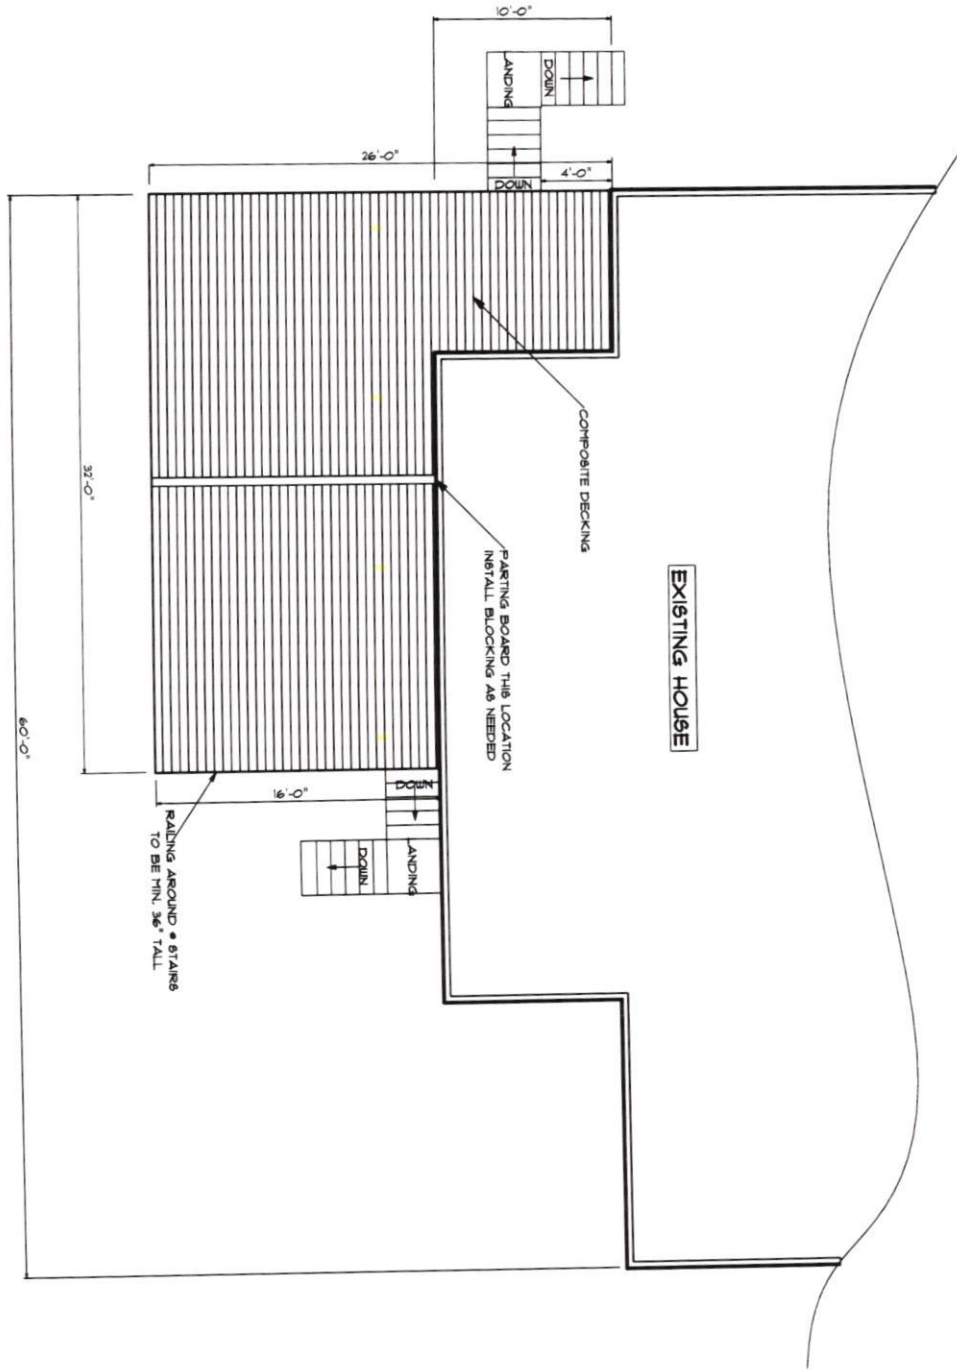 10'-0"
LANDING
DOWN
26'-0"
DOWN
4'-0"
COMPOSITE DECKING
32'-0"
EXISTING HOUSE
PARTING BOARD THIS LOCATION
INSTALL BLOCKING AS NEEDED
60'-0"
16'-0"
DOWN
LANDING
DOWN
RAILING AROUND & STAIRS
TO BE MIN. 36" TALL